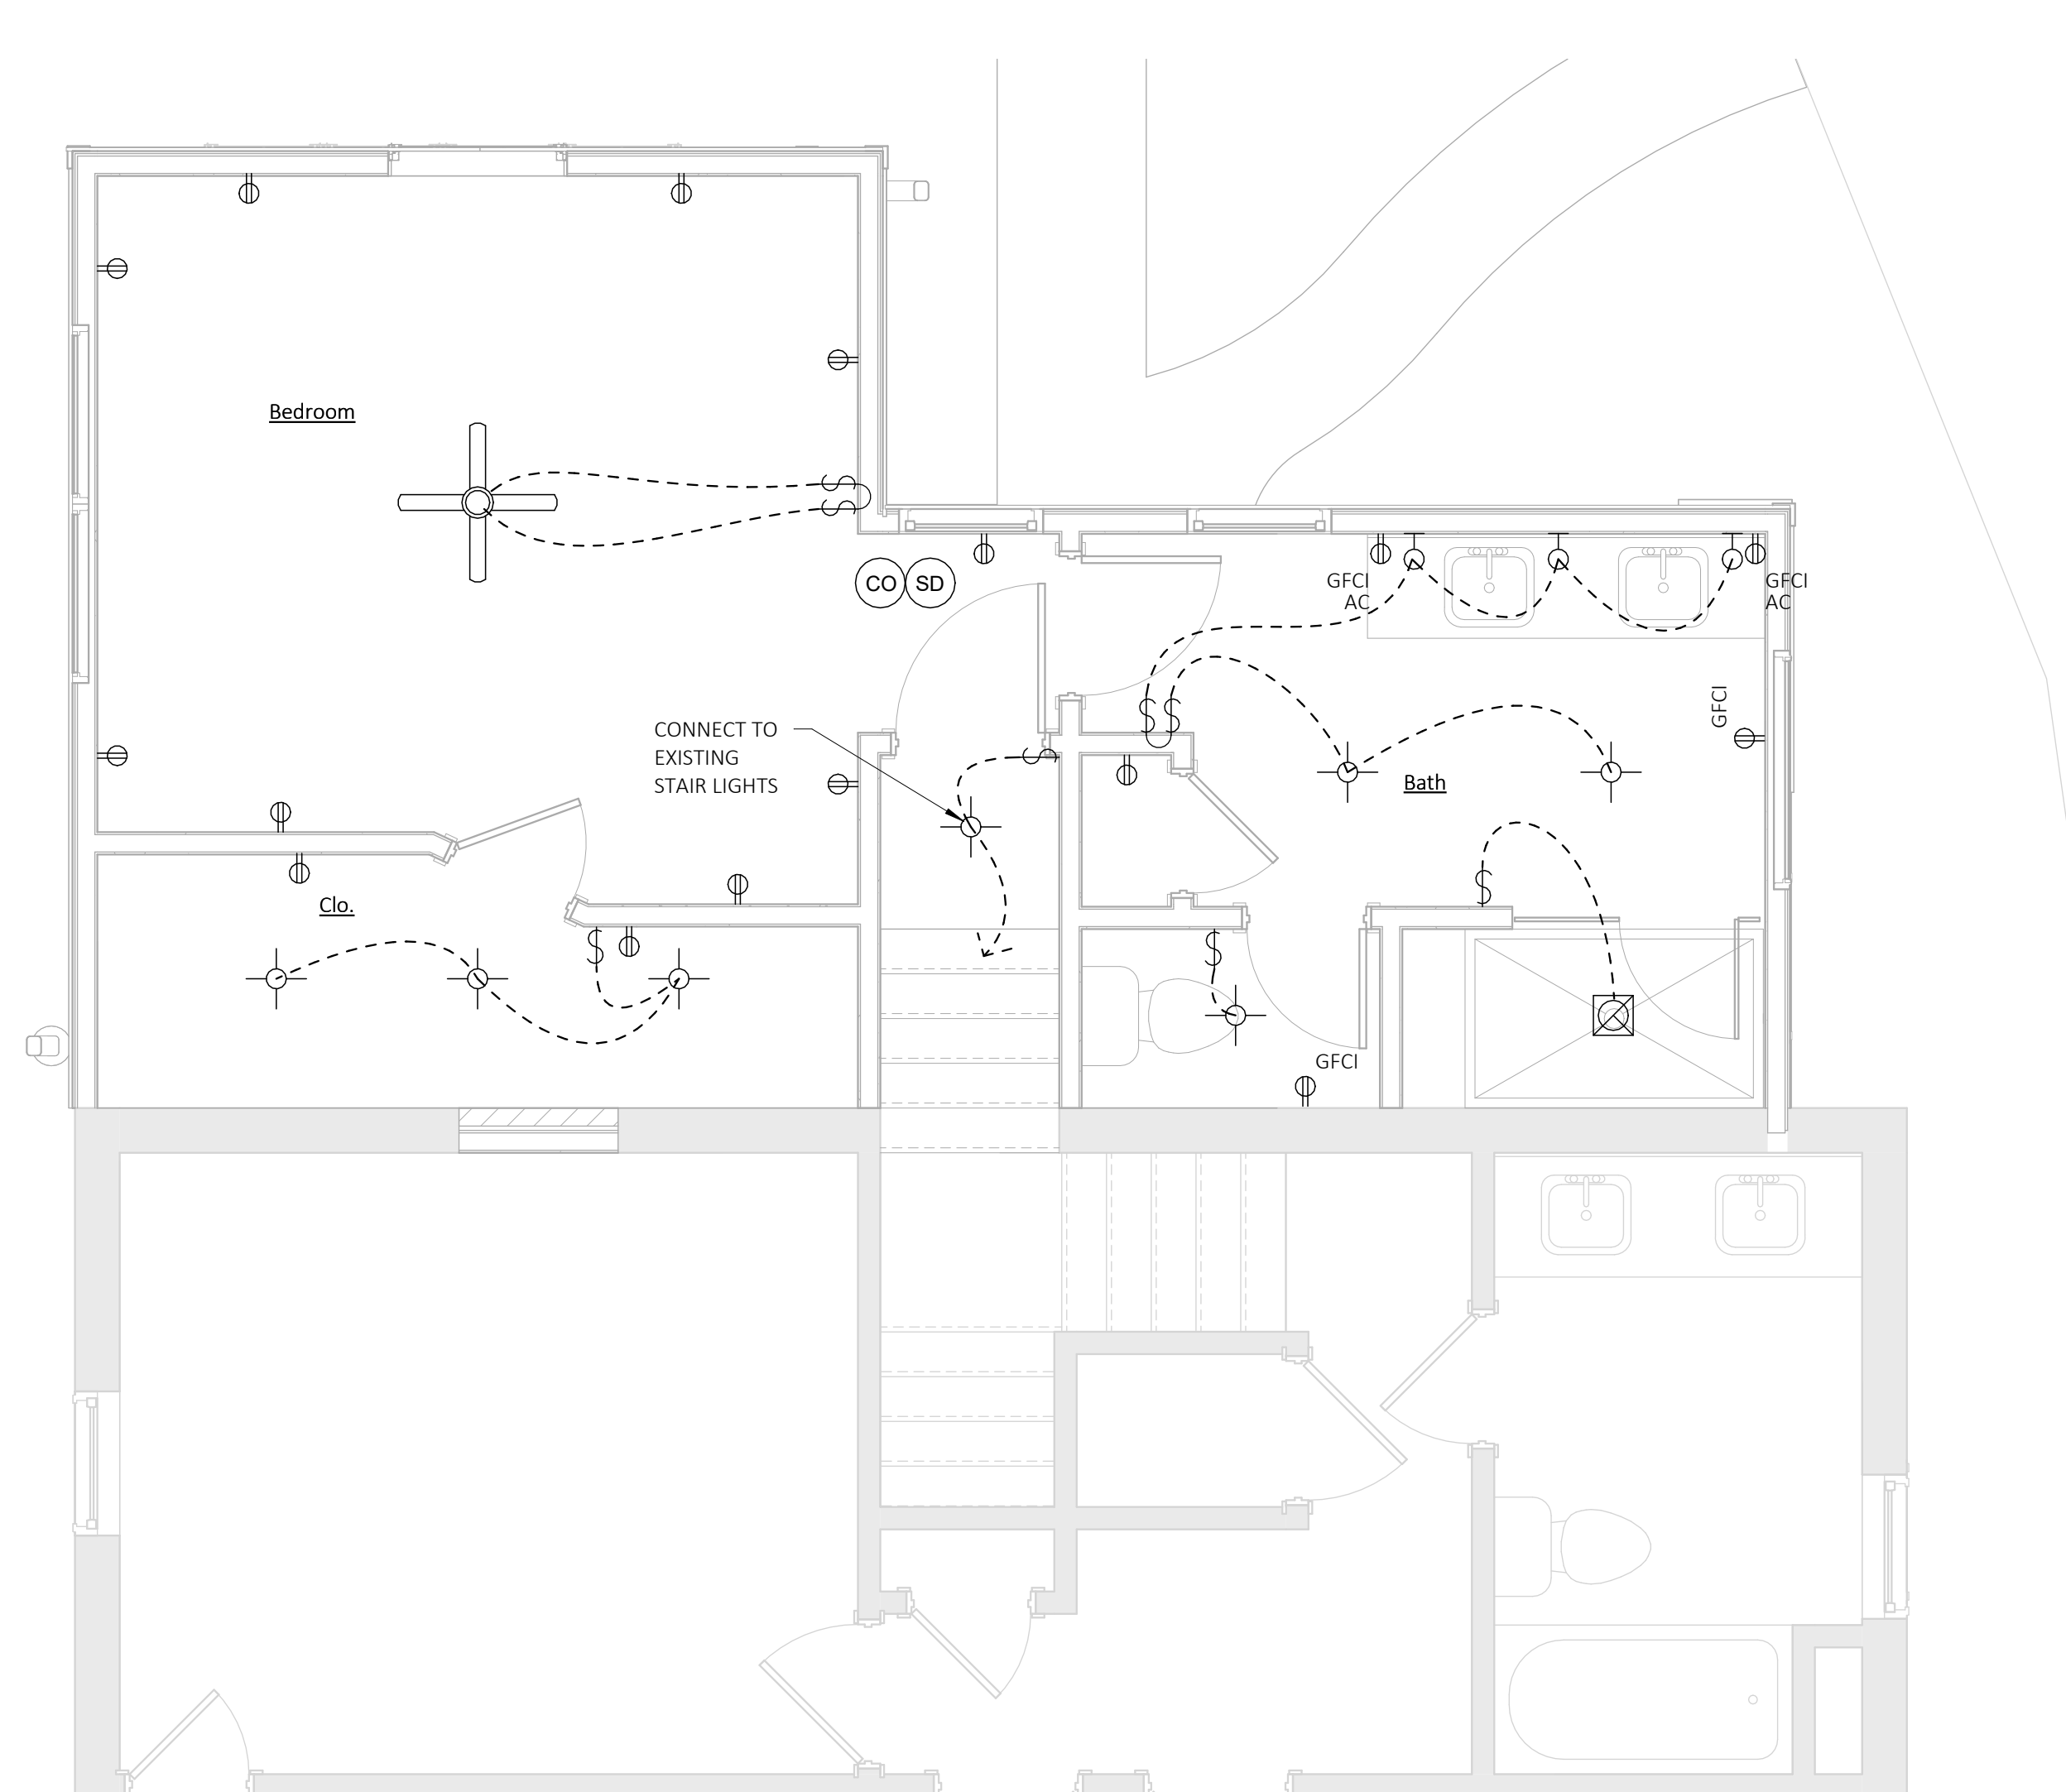 Bedroom
CO SD
GFCI
AC
GFCI
AC
GFCI
CONNECT TO
EXISTING
STAIR LIGHTS
Bath
Clo.
GFCI